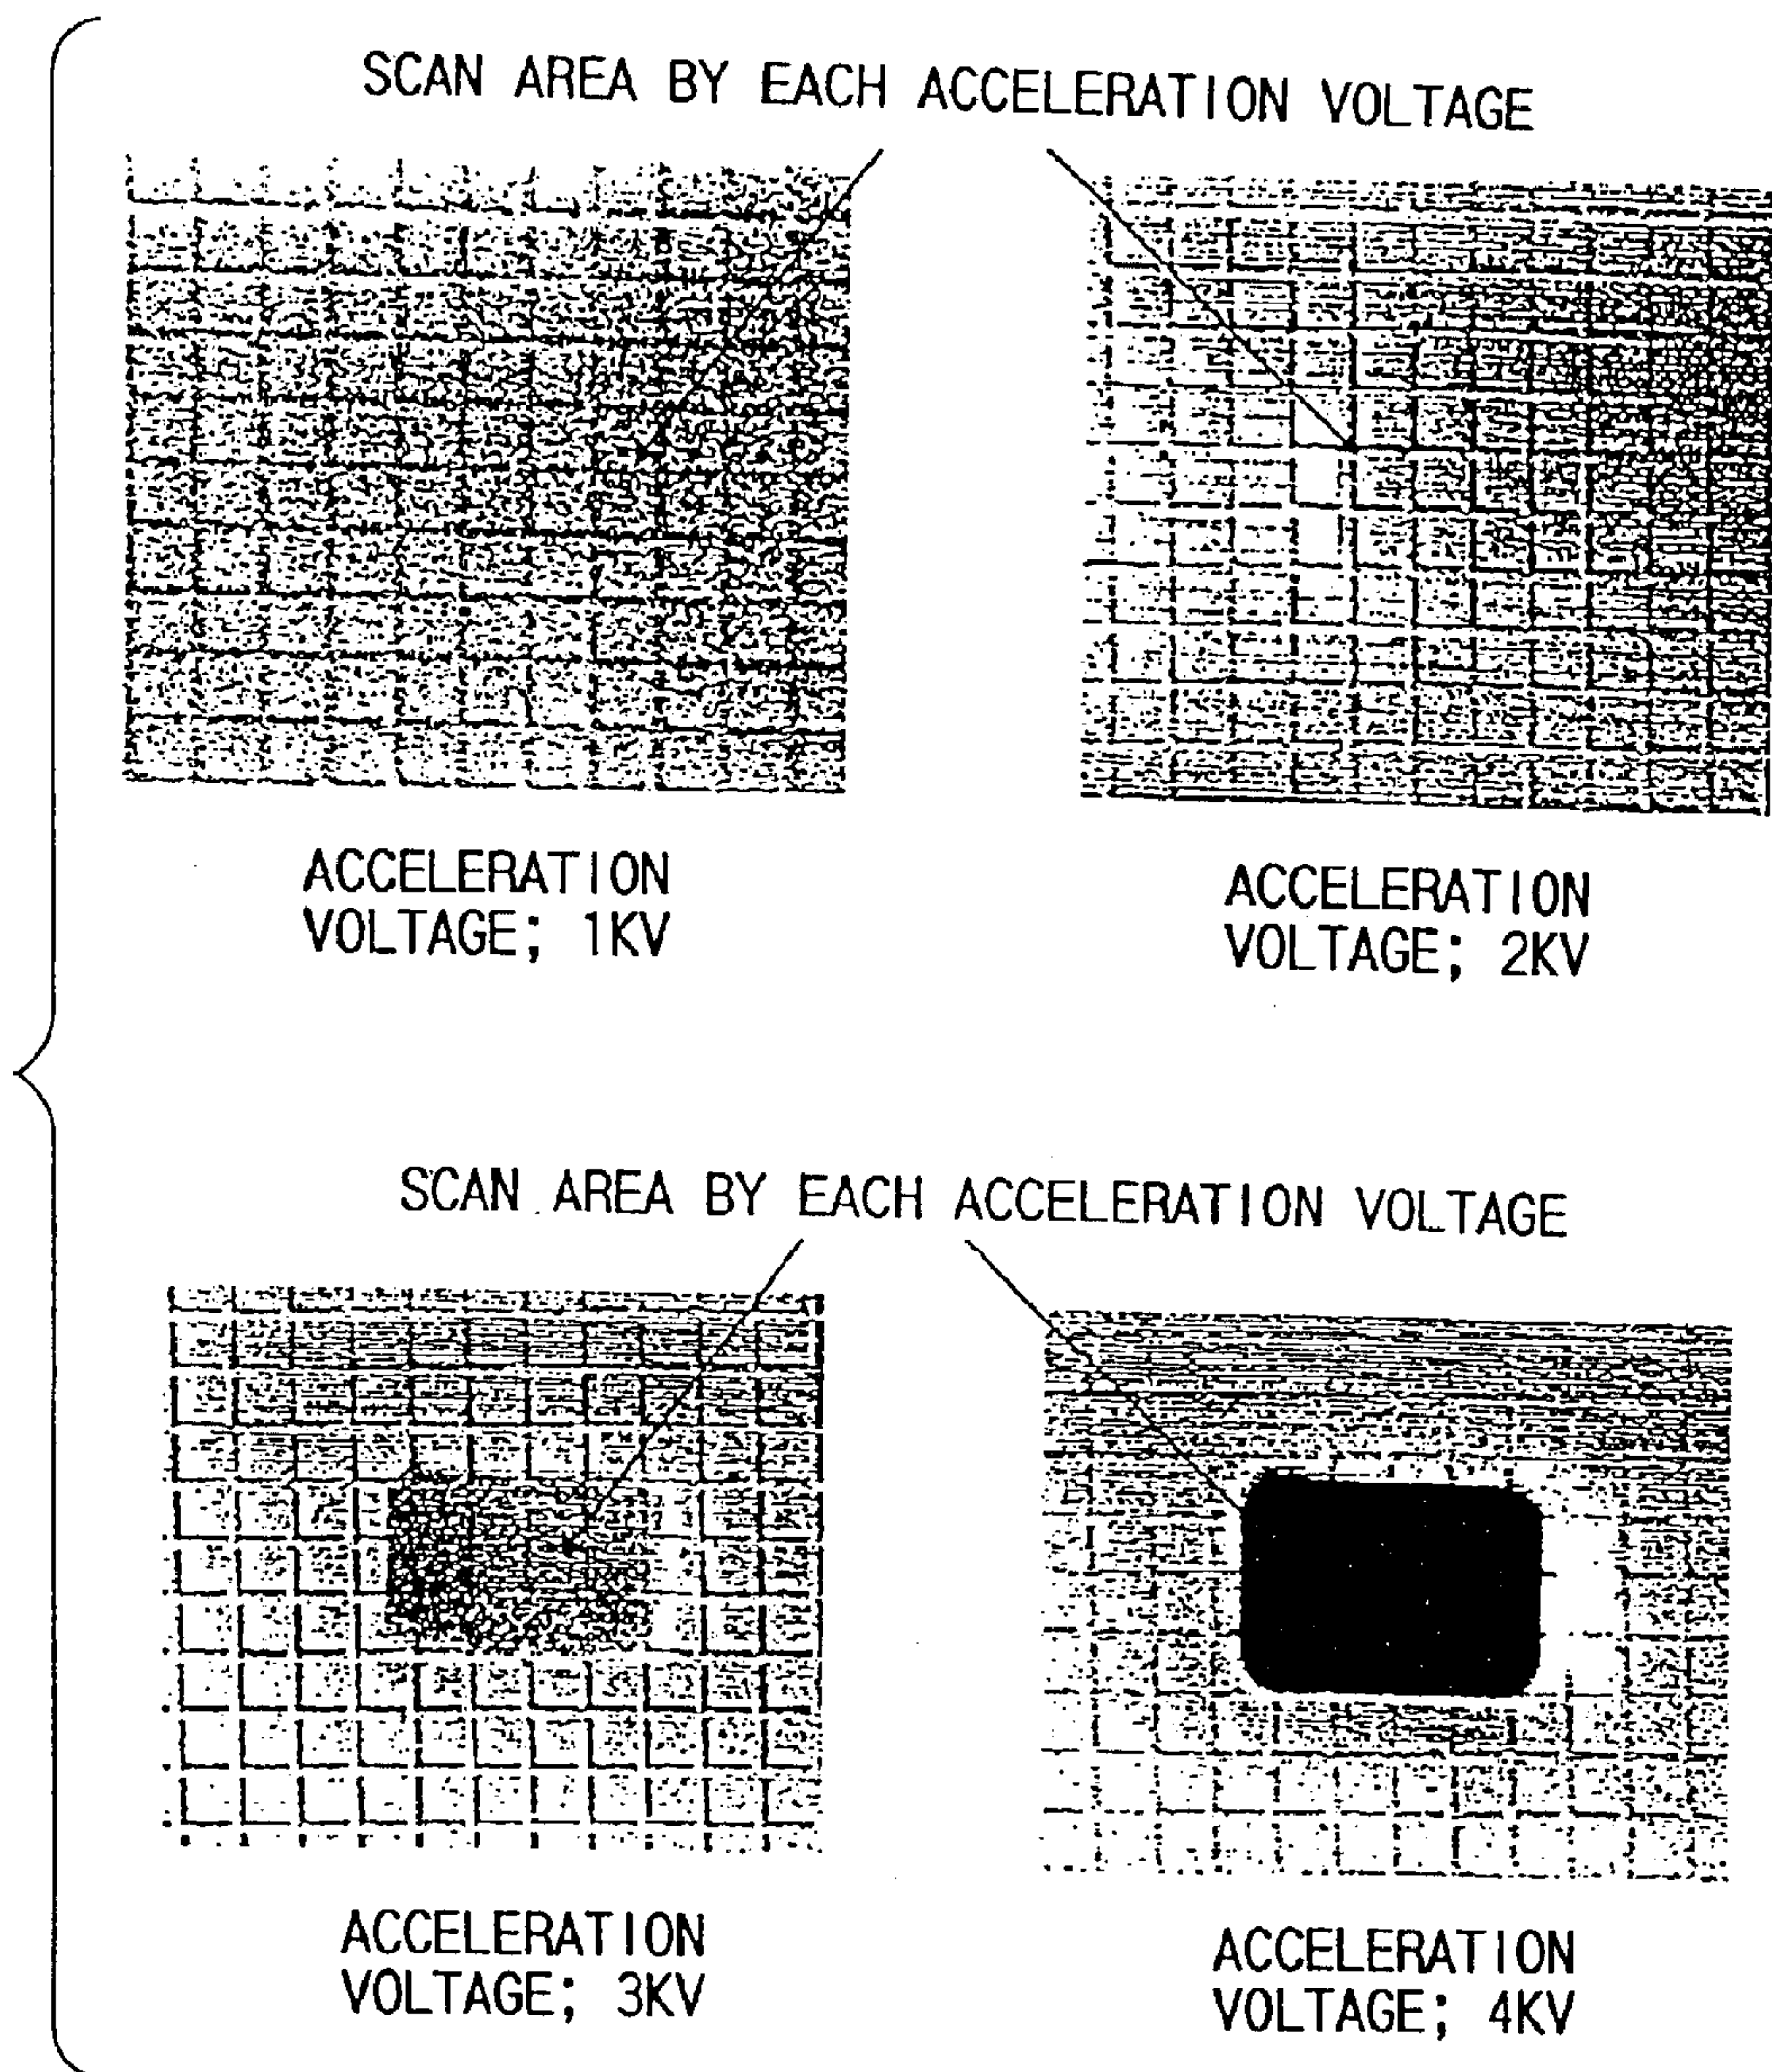 SCAN AREA BY EACH ACCELERATION VOLTAGE
ACCELERATION
VOLTAGE; 1KV
ACCELERATION
VOLTAGE; 2KV
SCAN AREA BY EACH ACCELERATION VOLTAGE
ACCELERATION
VOLTAGE; 3KV
ACCELERATION
VOLTAGE; 4KV